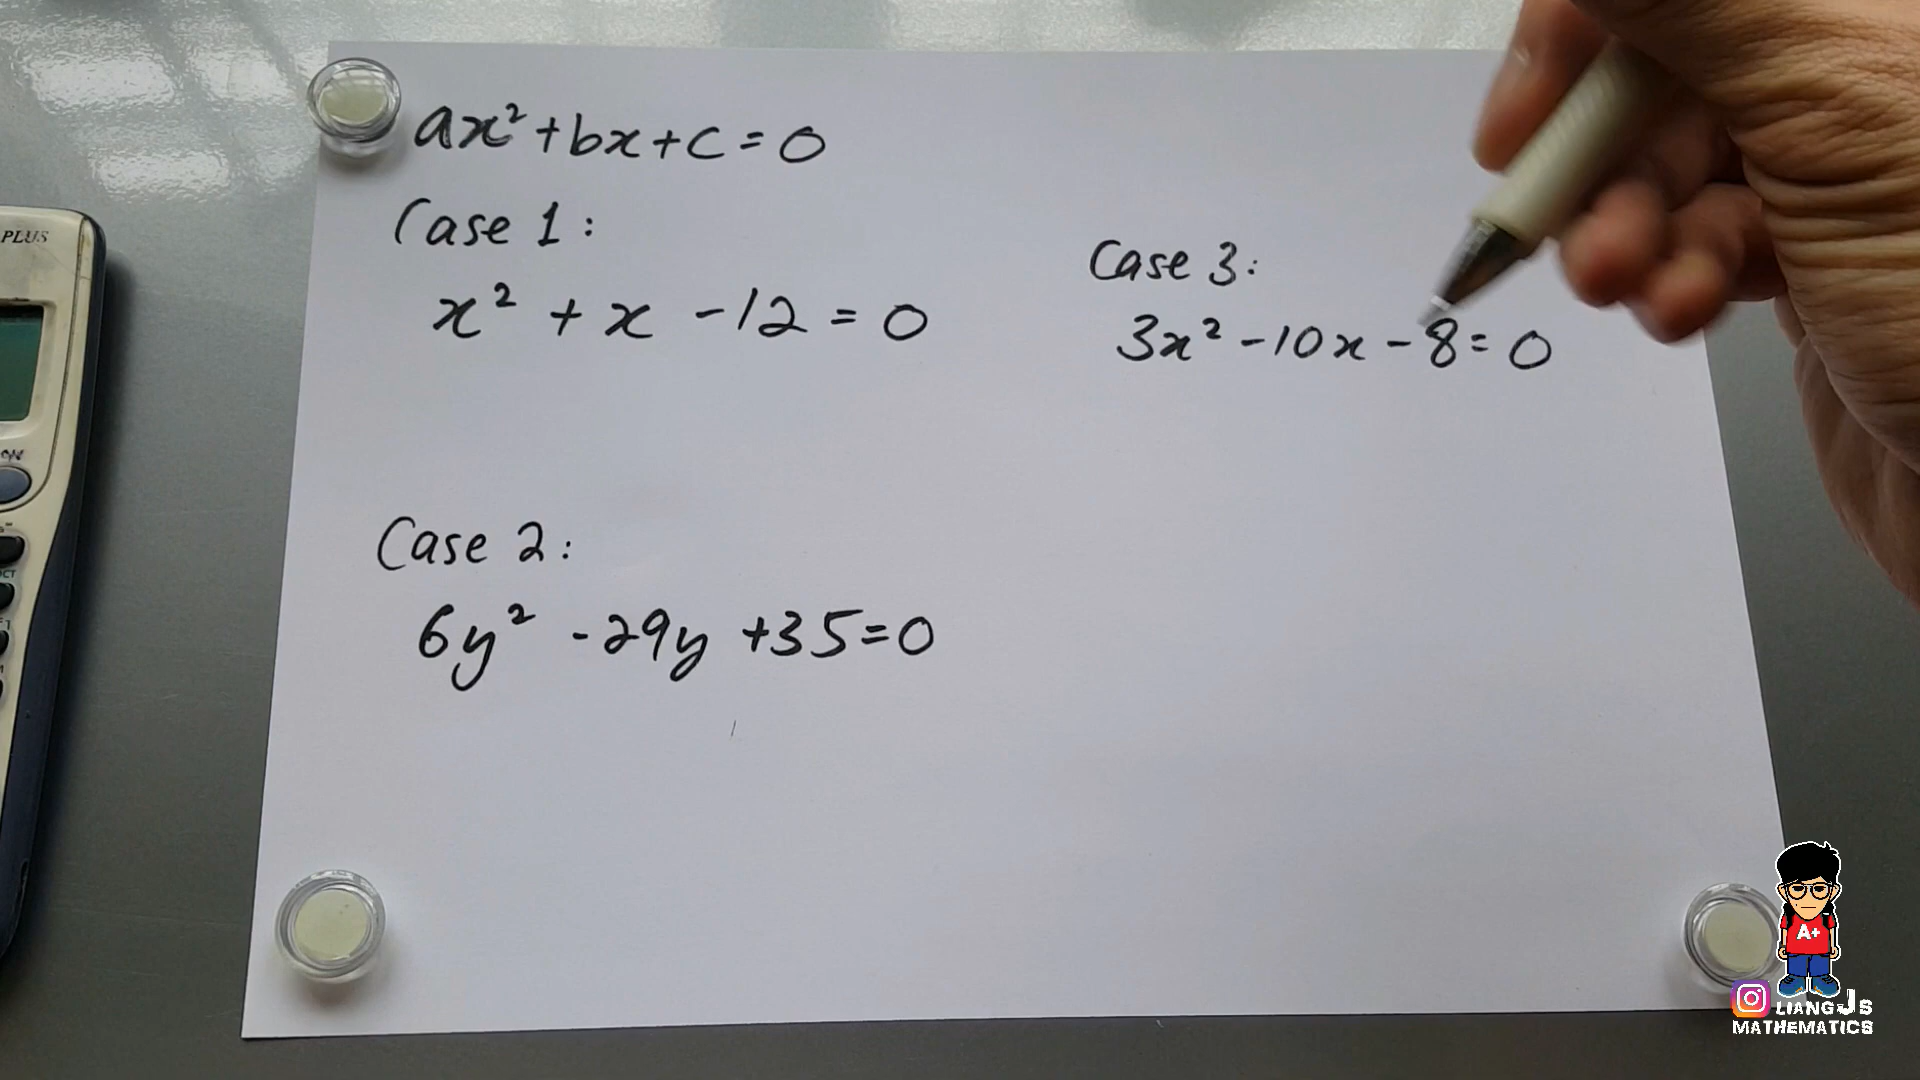 PLUS
ON
ax² + bx + c = 0
Case 1:
x² + x - 12 = 0
Case 2:
6y² - 29y + 35 = 0
Case 3:
3x² - 10x - 8 = 0
A+
LIANGJS
MATHEMATICS